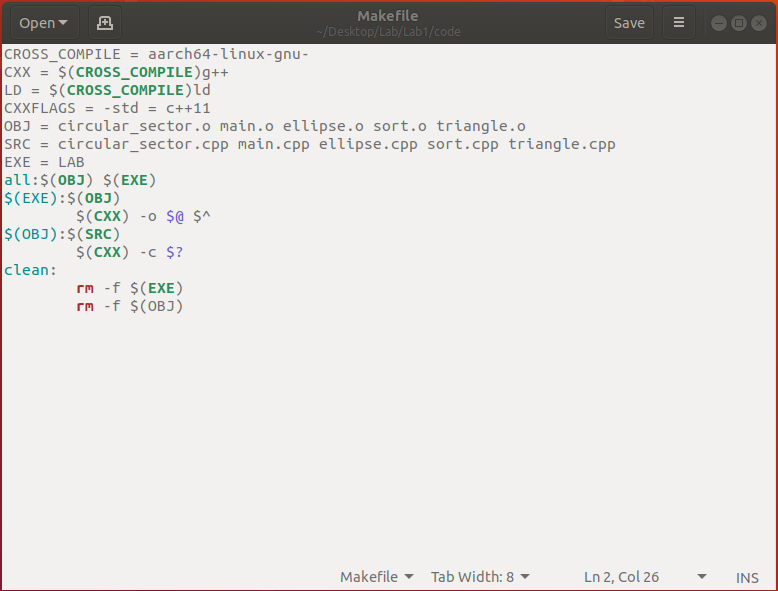 Open
Makefile
~/Desktop/Lab/Lab1/code
Save
CROSS_COMPILE = aarch64-linux-gnu-
CXX = $(CROSS_COMPILE)g++
LD = $(CROSS_COMPILE)ld
CXXFLAGS = -std = c++11
OBJ = circular_sector.o main.o ellipse.o sort.o triangle.o
SRC = circular_sector.cpp main.cpp ellipse.cpp sort.cpp triangle.cpp
EXE = LAB
all:$(OBJ) $(EXE)
$(EXE):$(OBJ)
	$(CXX) -o $@ $^
$(OBJ):$(SRC)
	$(CXX) -c $?
clean:
	rm -f $(EXE)
	rm -f $(OBJ)
Makefile Tab Width: 8 Ln 2, Col 26 INS